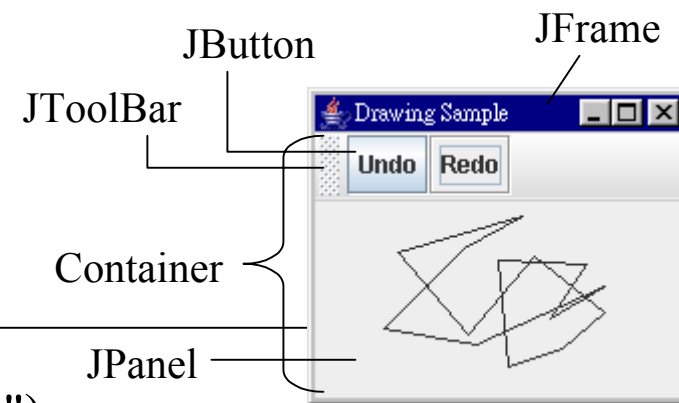 JFrame
JButton
JToolBar
Drawing Sample
Undo Redo
Container
JPanel
")